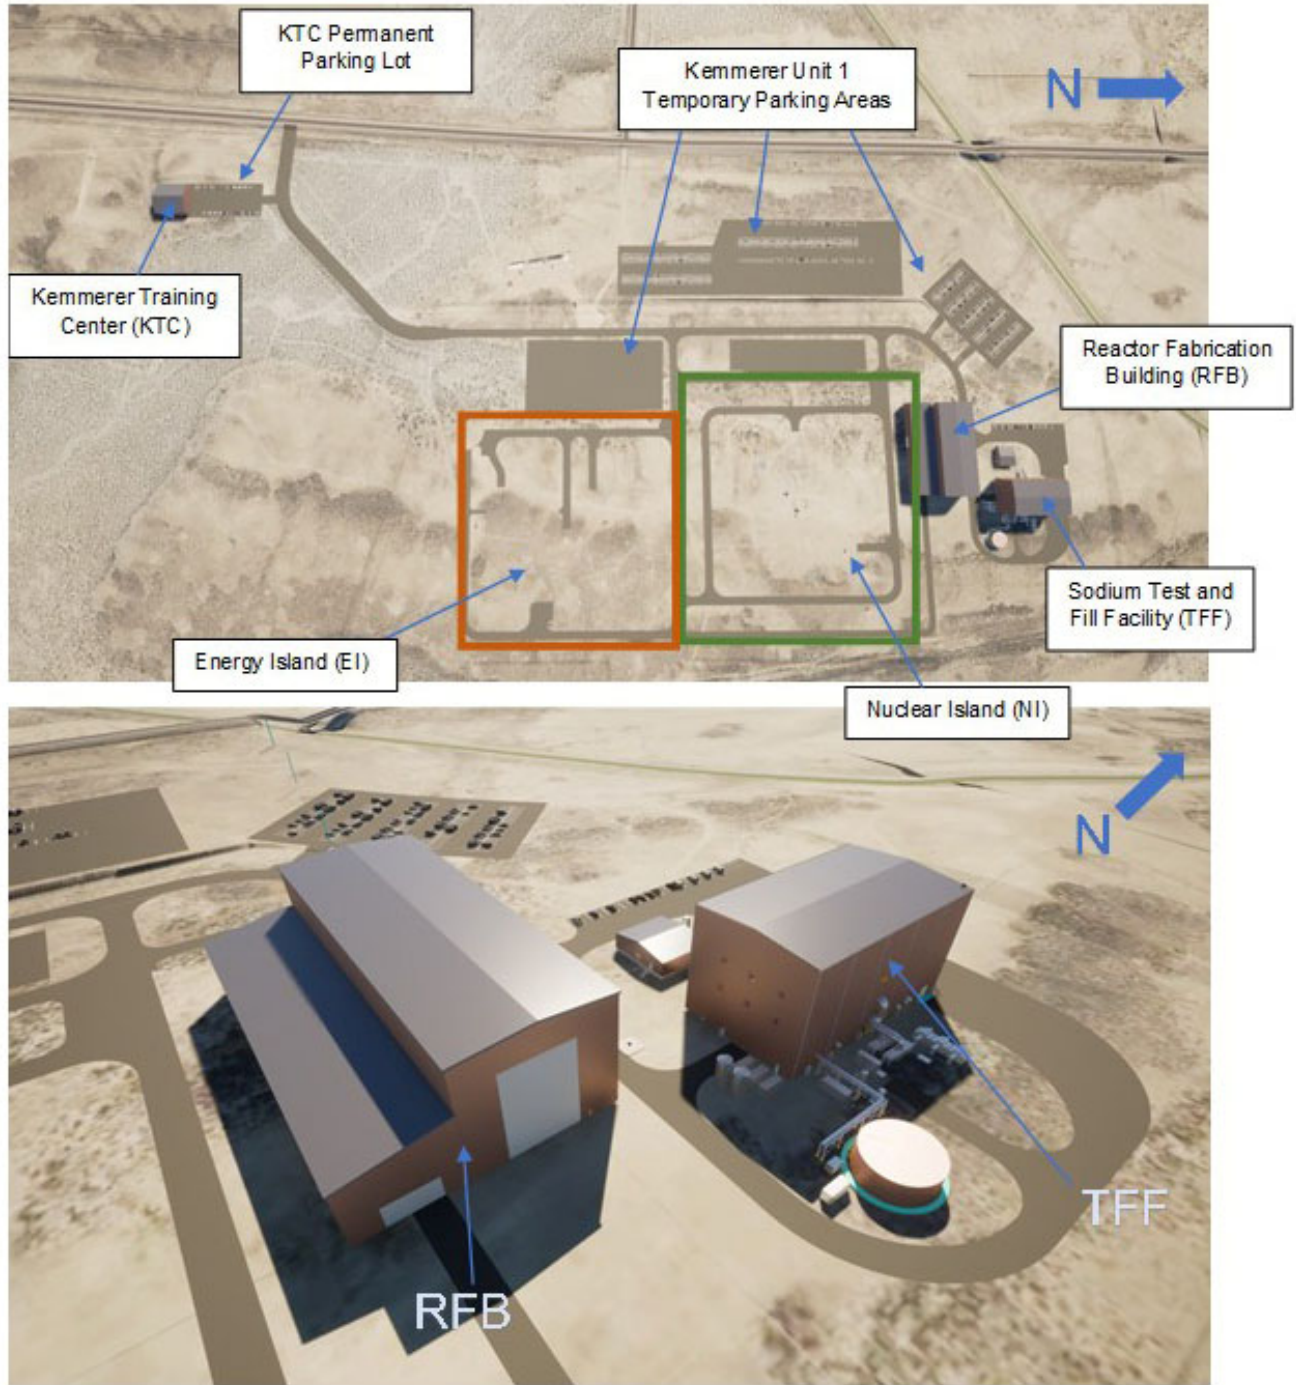 KTC Permanent
Parking Lot
Kemmerer Unit 1
Temporary Parking Areas
N
Kemmerer Training
Center (KTC)
Reactor Fabrication
Building (RFB)
Sodium Test and
Fill Facility (TFF)
Energy Island (EI)
Nuclear Island (NI)
N
TFF
RFB